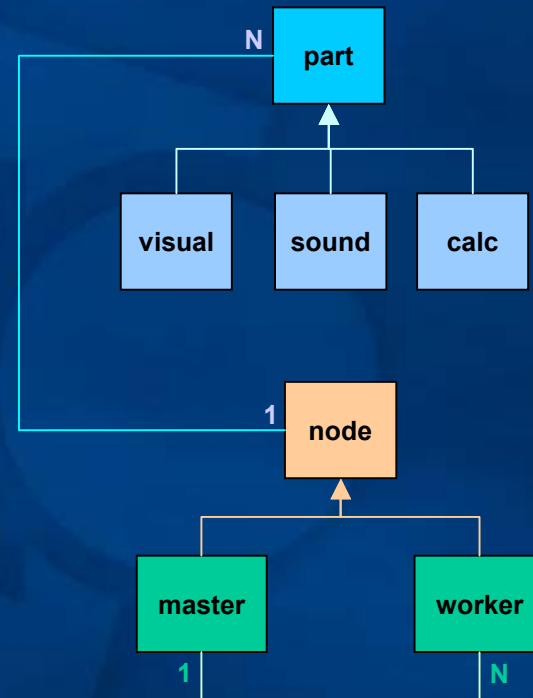 N
part
visual sound calc
1
node
master worker
1 N